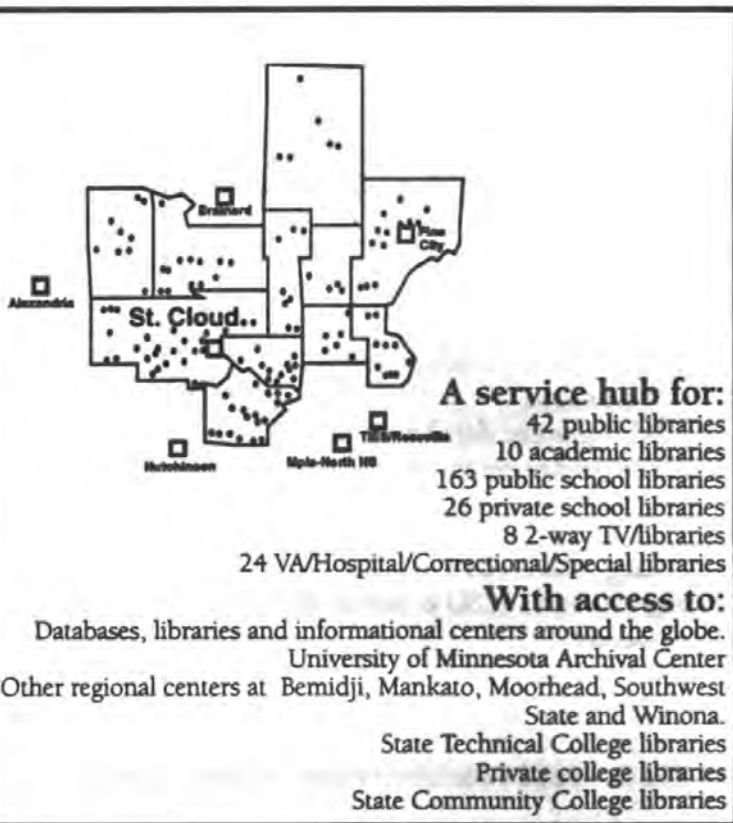 Brainerd
Pine
City
Alexandria
St. Cloud
Hutchinson
Mpls-North HS
A service hub for:
42 public libraries
10 academic libraries
163 public school libraries
26 private school libraries
8 2-way TV/libraries
24 VA/Hospital/Correctional/Special libraries
With access to:
Databases, libraries and informational centers around the globe.
University of Minnesota Archival Center
Other regional centers at Bemidji, Mankato, Moorhead, Southwest
State and Winona.
State Technical College libraries
Private college libraries
State Community College libraries